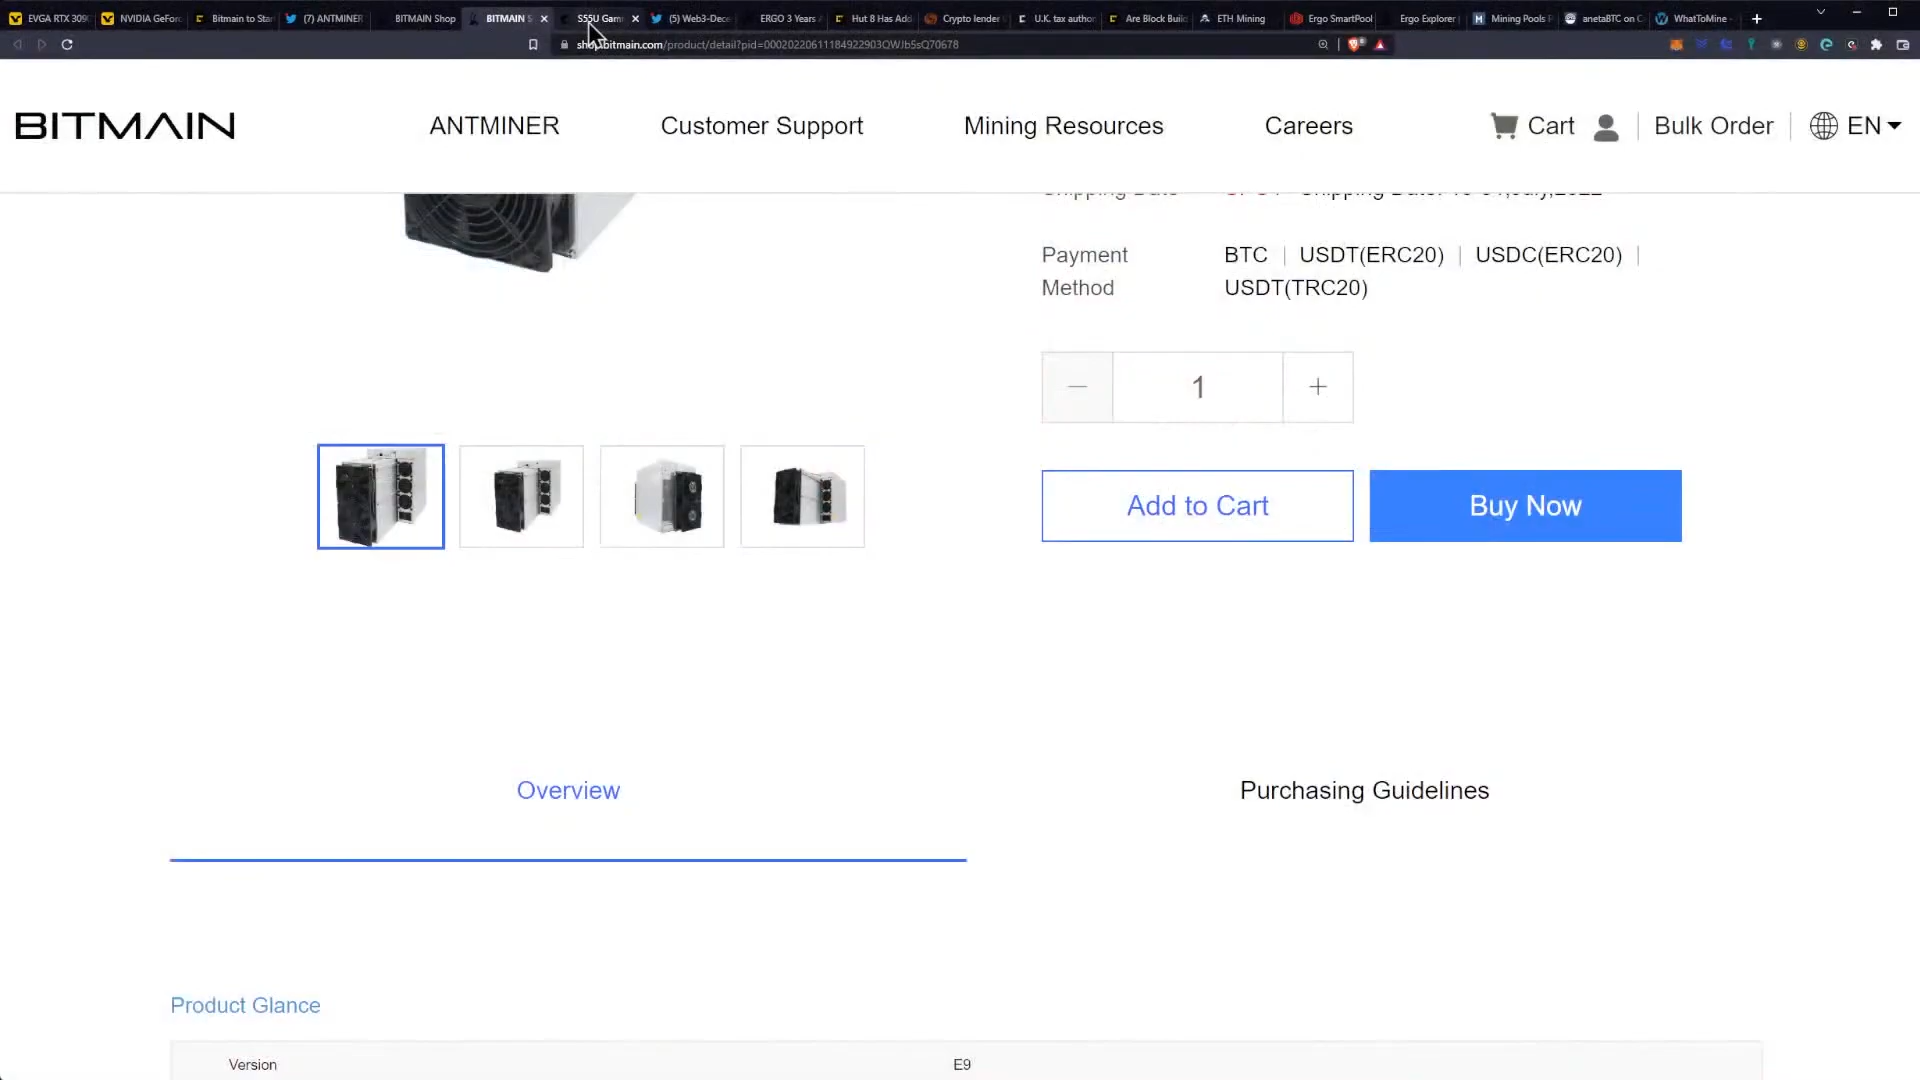 EVGA RTX 309
NVIDIA GeFor
Bitmain to Sta
(7) ANTMINER
BITMAIN Shop
BITMAIN S
S55U Gam
(5) Web3-Dece
ERGO 3 Years
Hut 8 Has Add
Crypto lender
U.K. tax author
Are Block Buil
ETH Mining
Ergo SmartPool
Ergo Explorer
Mining Pools
anetaBTC on C
WhatToMine -
bitmain.com/product/detail?pid=00020220611184922903QWJb5sQ70678
BITMAIN
ANTMINER
Customer Support
Mining Resources
Careers
Cart
Bulk Order
EN
Payment Method
BTC | USDT(ERC20) | USDC(ERC20) |
USDT(TRC20)
1
Add to Cart
Buy Now
Overview
Purchasing Guidelines
Product Glance
Version E9